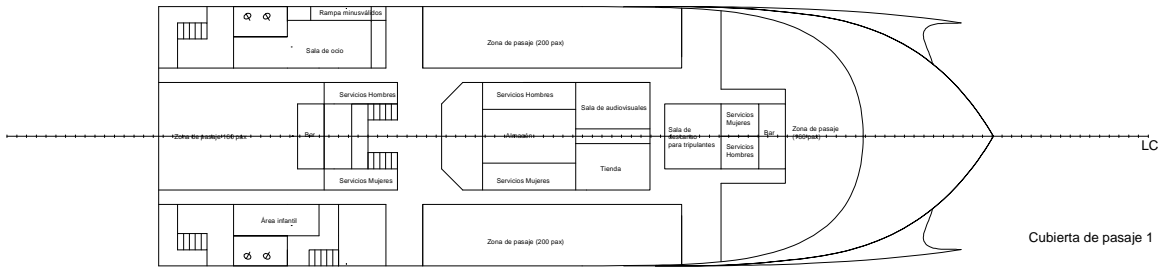 Rampa minusválidos
Sala de ocio
Zona de pasaje (200 pax)
Servicios Hombres
Servicios Hombres
Sala de audiovisuales
Zona de pasaje 150 pax
Bar
Almacén
Sala de
descanso
para tripulantes
Servicios
Mujeres
Bar
Zona de pasaje
pax)
LC
Servicios
Hombres
Servicios Mujeres
Servicios Mujeres
Tienda
Área infantil
Zona de pasaje (200 pax)
Cubierta de pasaje 1